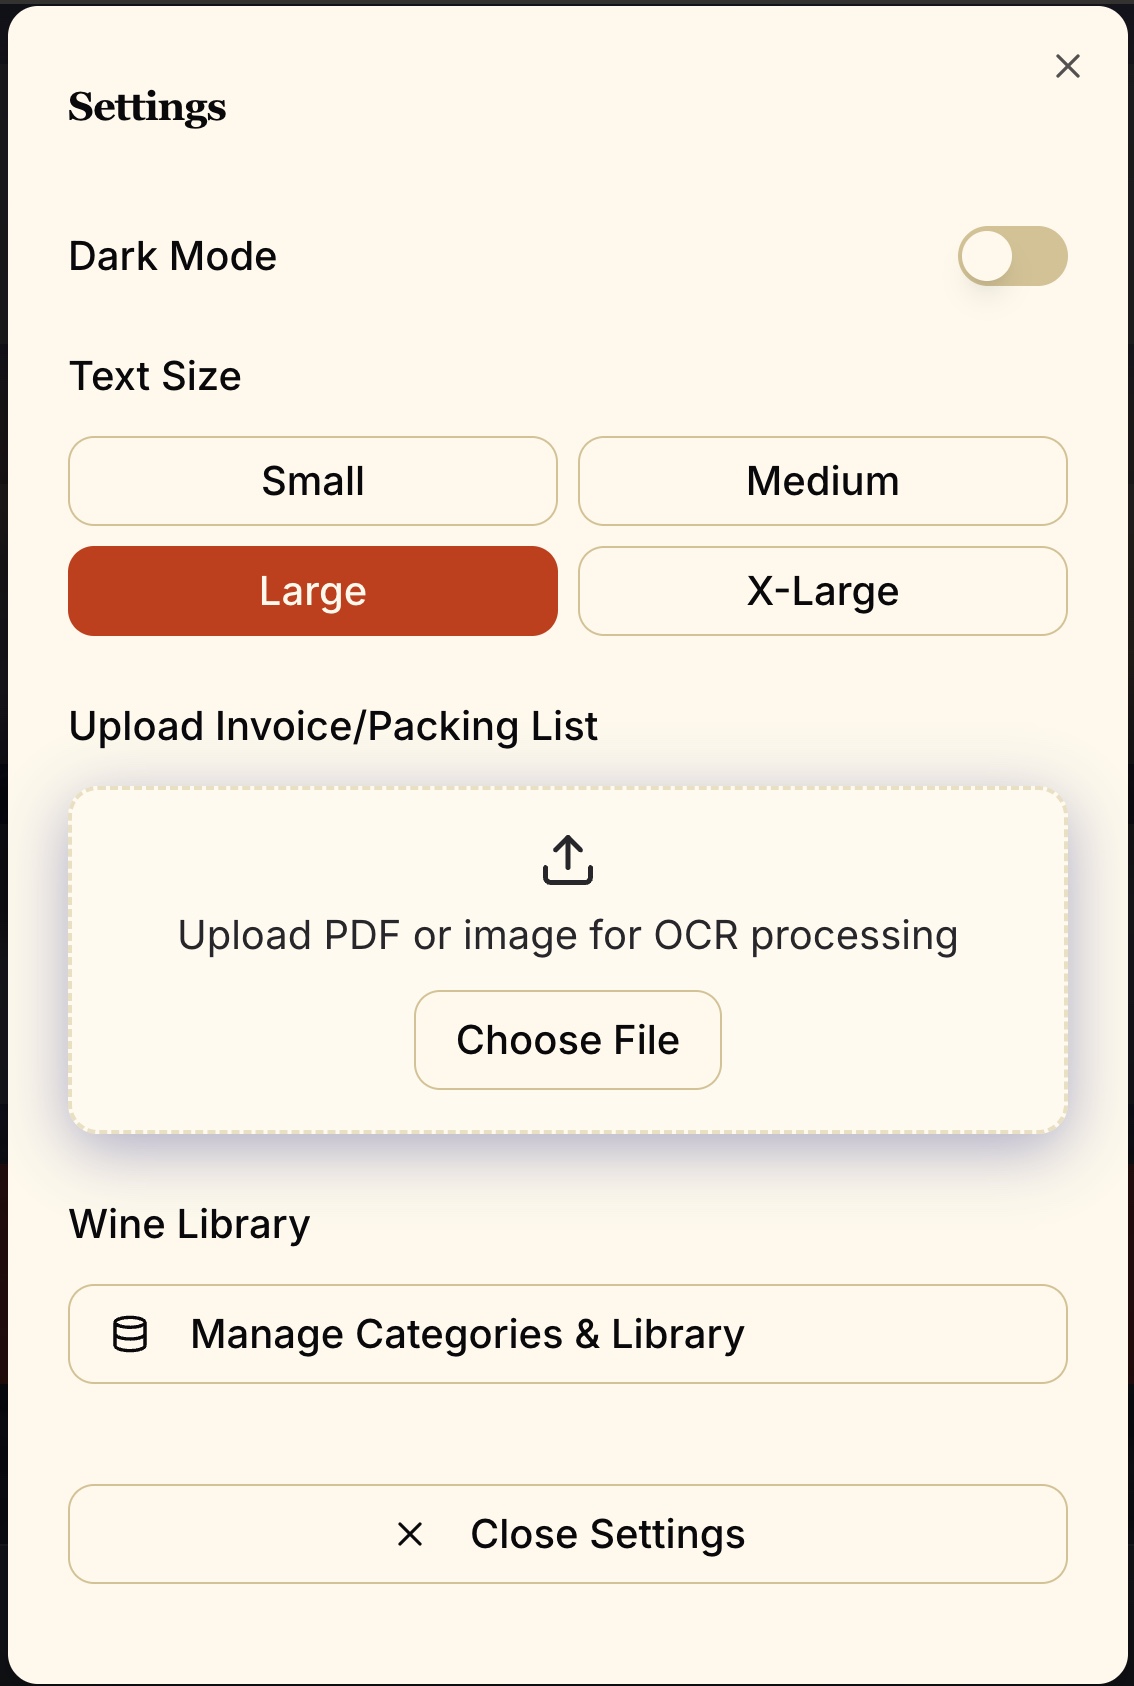 Settings
Dark Mode
Text Size
Small
Medium
Large
X-Large
Upload Invoice/Packing List
Upload PDF or image for OCR processing
Choose File
Wine Library
Manage Categories & Library
Close Settings